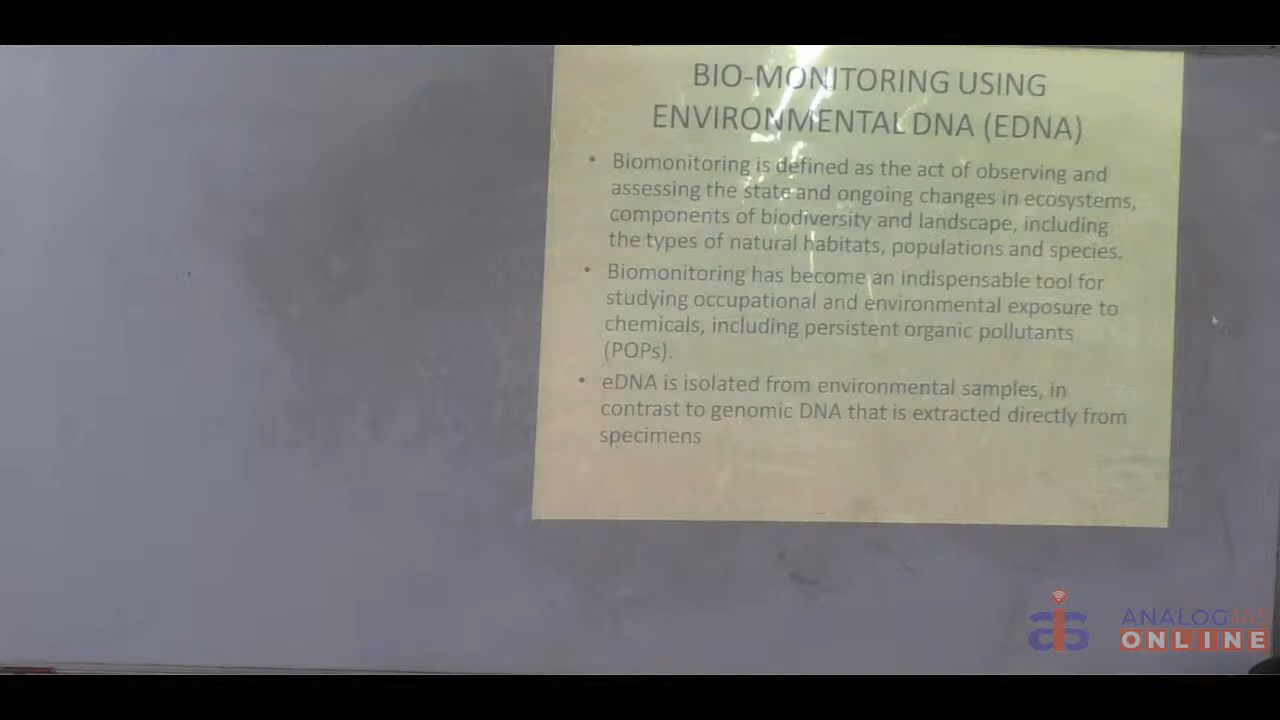 BIO-MONITORING USING
ENVIRONMENTAL DNA (EDNA)
• Biomonitoring is defined as the act of observing and
assessing the state and ongoing changes in ecosystems,
components of biodiversity and landscape, including
the types of natural habitats, populations and species.
• Biomonitoring has become an indispensable tool for
studying occupational and environmental exposure to
chemicals, including persistent organic pollutants
(POPs).
• eDNA is isolated from environmental samples, in
contrast to genomic DNA that is extracted directly from
specimens
ais
ANALOG IAS
ONLINE